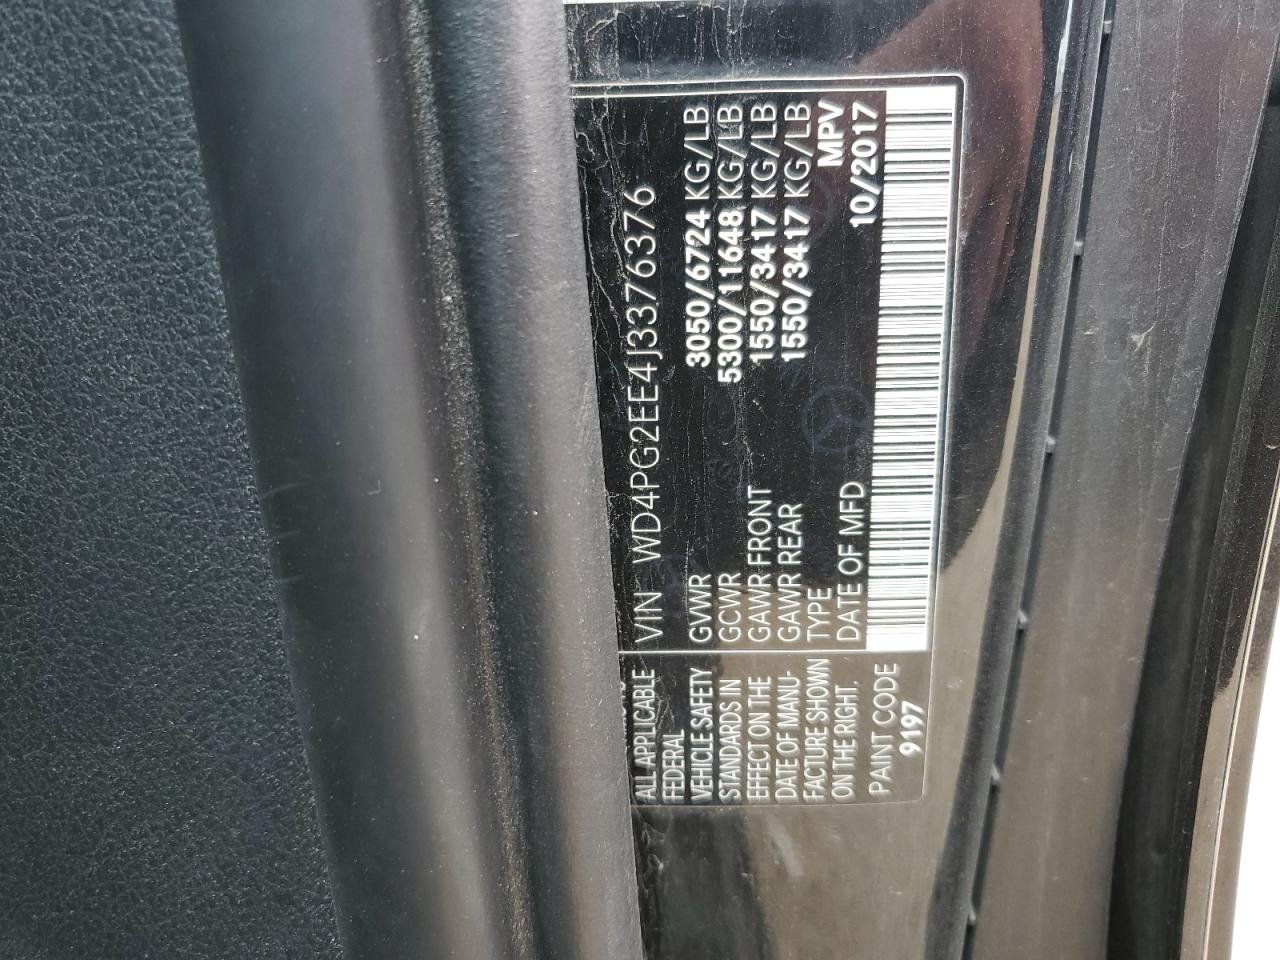 VIN WD4PG2EE4J3376376
GVWR 3050/6724 KG/LB
GCWR 5300/11648 KG/LB
GAWR FRONT 1550/3417 KG/LB
GAWR REAR 1550/3417 KG/LB
TYPE MPV
DATE OF MFD 10/2017
ALL APPLICABLE
FEDERAL
VEHICLE SAFETY
STANDARDS IN
EFFECT ON THE
DATE OF MANU-
FACTURE SHOWN
ON THE RIGHT.
PAINT CODE
9197